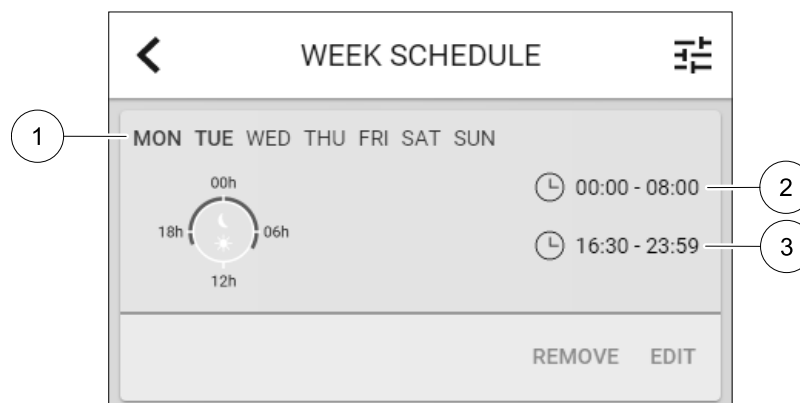 WEEK SCHEDULE
1
MON TUE WED THU FRI SAT SUN
00h
00:00 - 08:00
2
18h
06h
16:30 - 23:59
3
12h
REMOVE EDIT